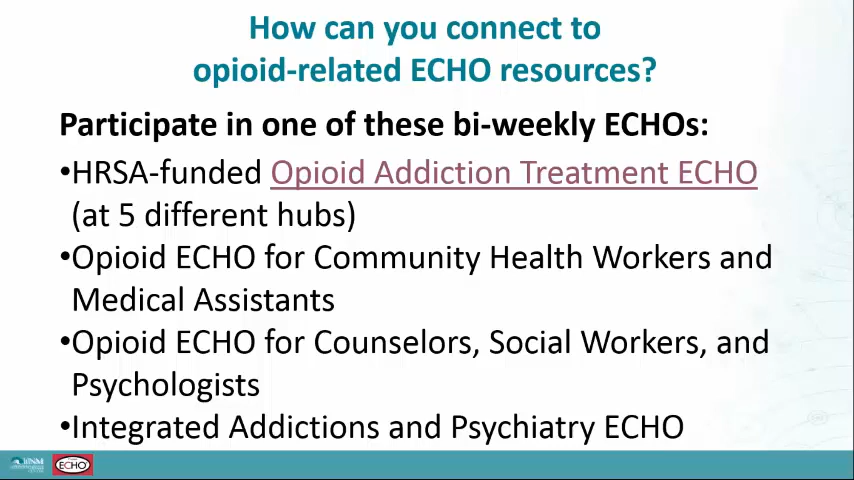 How can you connect to
opioid-related ECHO resources?
Participate in one of these bi-weekly ECHOs:
•HRSA-funded Opioid Addiction Treatment ECHO
(at 5 different hubs)
•Opioid ECHO for Community Health Workers and
Medical Assistants
•Opioid ECHO for Counselors, Social Workers, and
Psychologists
•Integrated Addictions and Psychiatry ECHO
ECHO